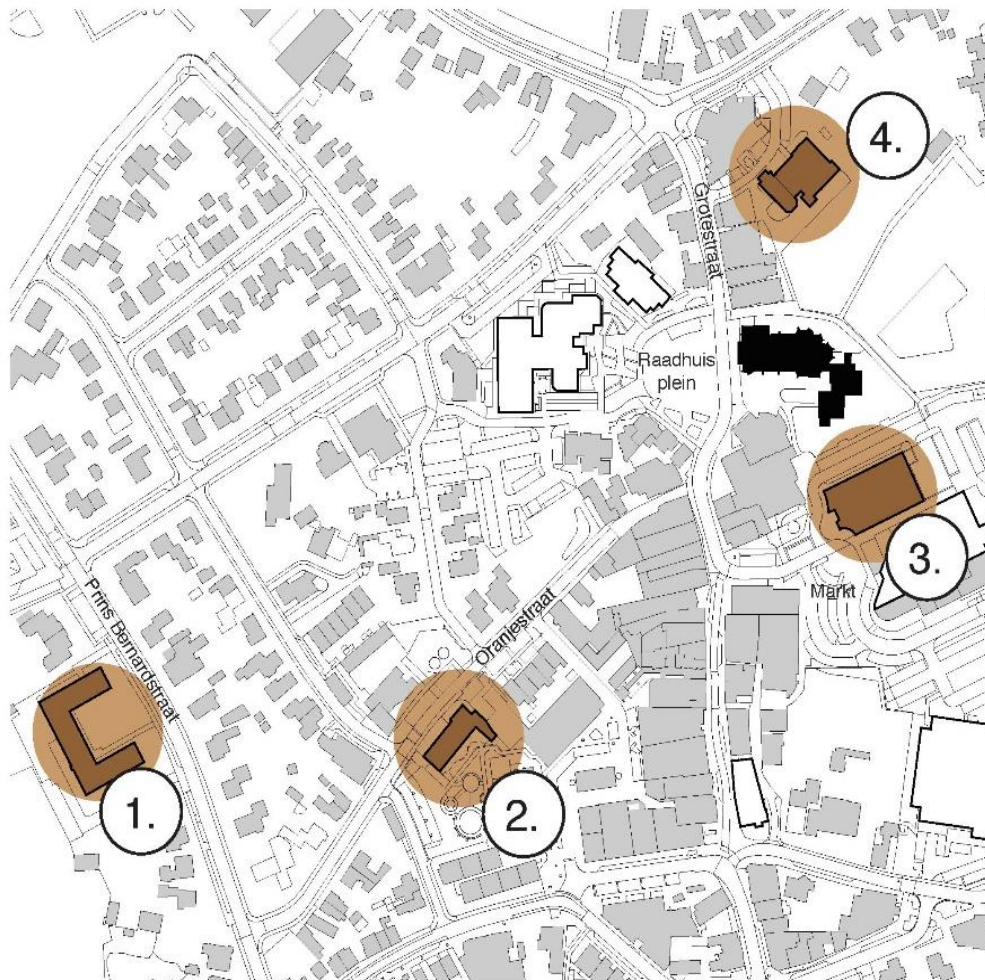 4.
Grotestraat
Raadhuis
plein
3.
Markt
Oranjestraat
Prins Bernardstraat
1.
2.